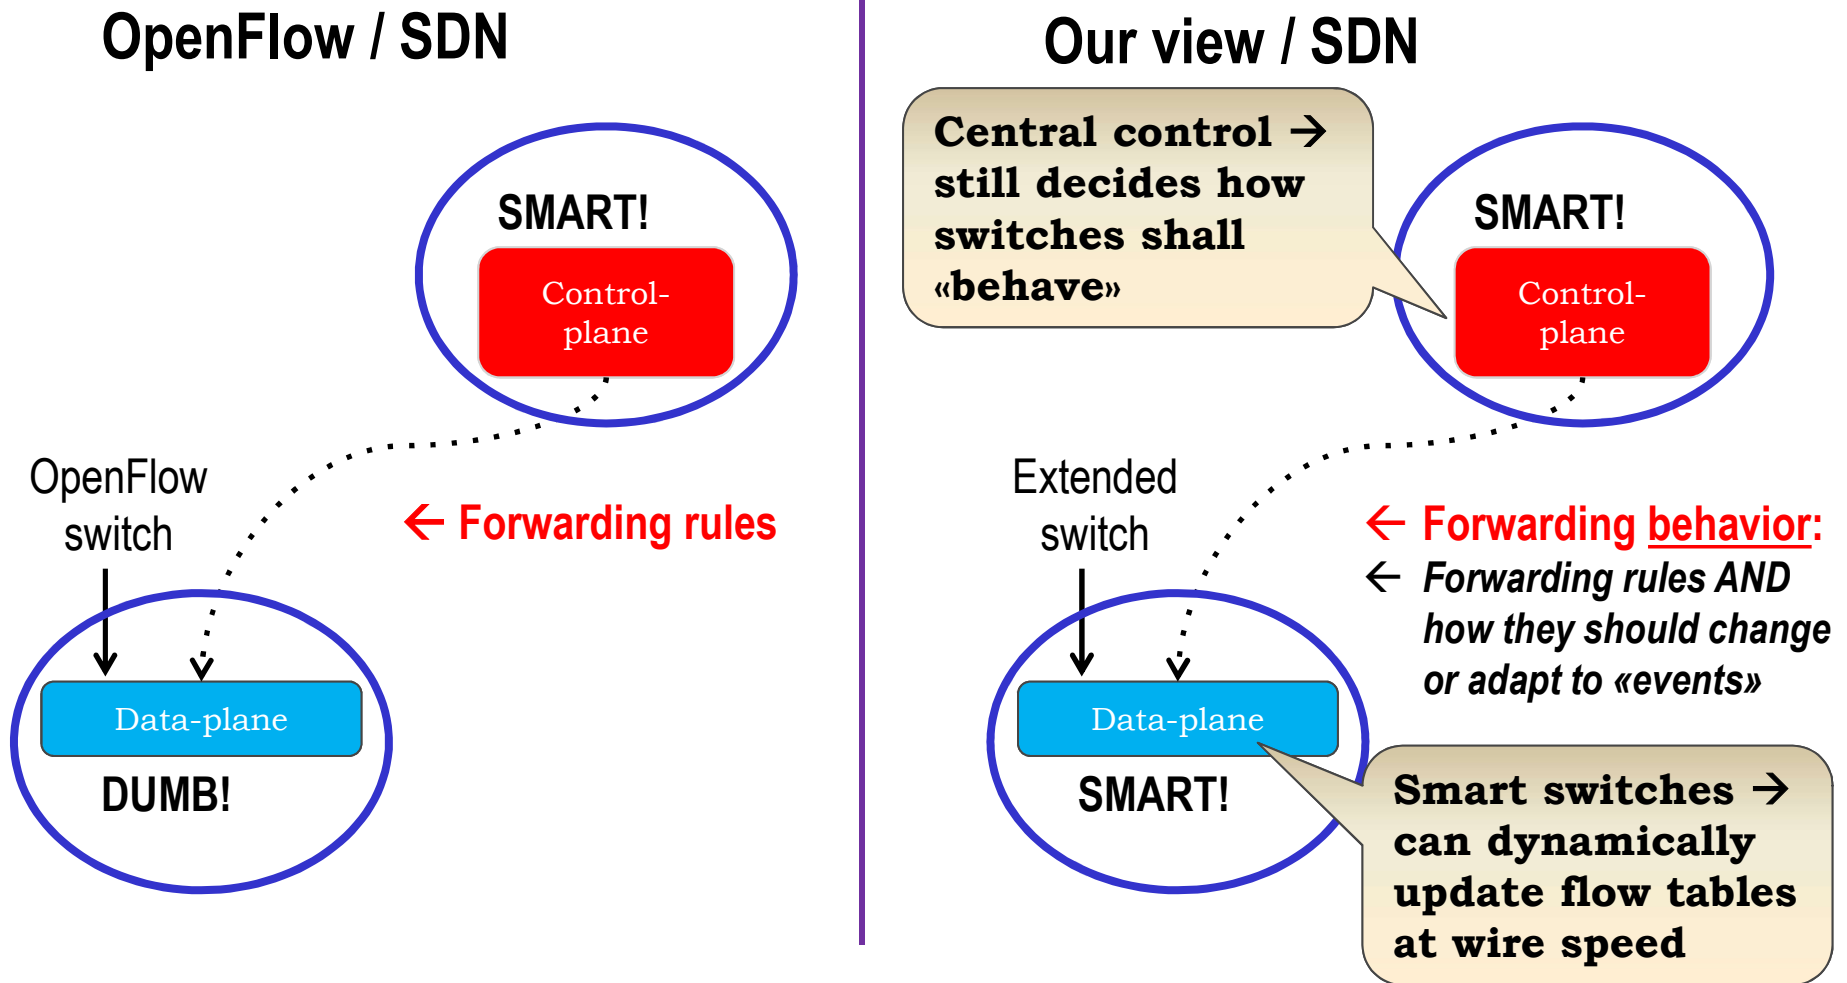 OpenFlow / SDN
SMART!
Control-
plane
OpenFlow
switch
← Forwarding rules
Data-plane
DUMB!
Our view / SDN
Central control →
still decides how
switches shall
«behave»
SMART!
Control-
plane
Extended
switch
← Forwarding behavior:
← Forwarding rules AND
how they should change
or adapt to «events»
Data-plane
SMART!
Smart switches →
can dynamically
update flow tables
at wire speed